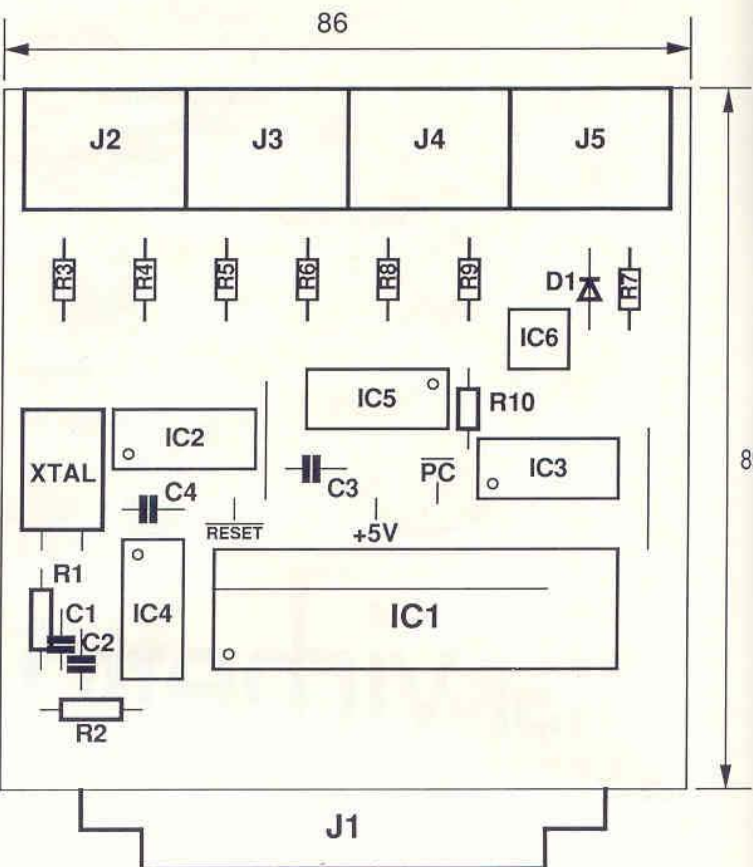 86
J2 J3 J4 J5
R3 R4 R5 R6 R8 R9 D1 R7
IC6
IC5
R10
IC2
XTAL
IC3
PC
C3
C4
RESET
+5V
R1
C1
C2
IC4
IC1
R2
J1
8